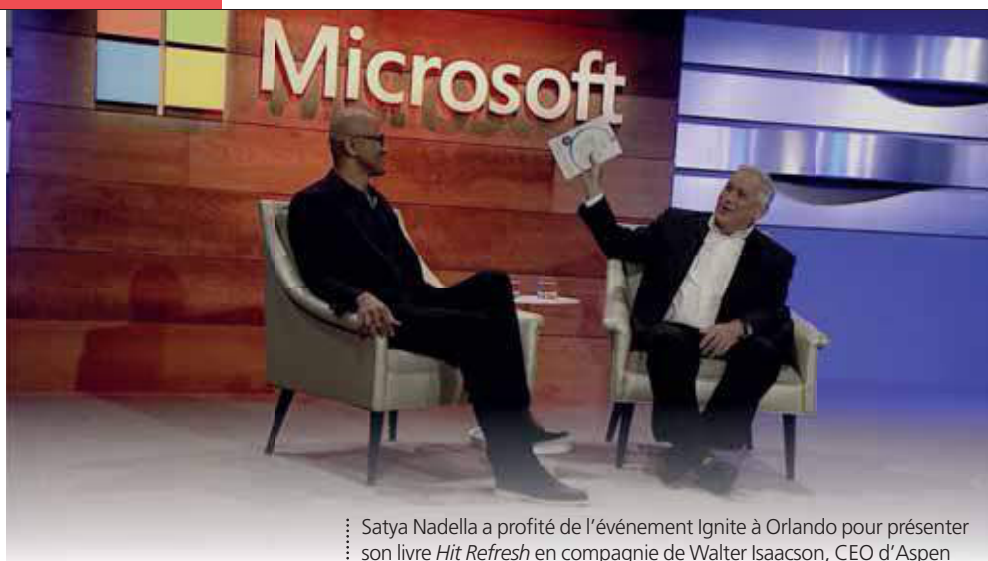 Microsoft
Satya Nadella a profité de l'événement Ignite à Orlando pour présenter
son livre Hit Refresh en compagnie de Walter Isaacson, CEO d'Aspen